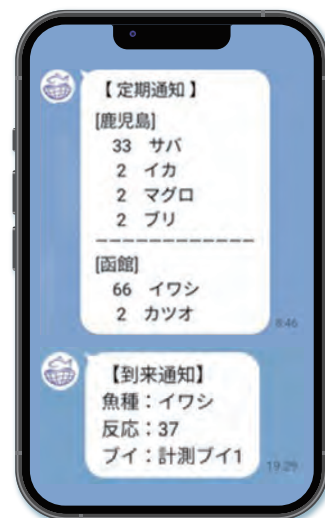 【 定期通知 】
[鹿児島]
33 サバ
2 イカ
2 マグロ
2 ブリ
－－－－－－－－－－－－
[函館]
66 イワシ
2 カツオ
8:46
【到来通知】
魚種：イワシ
反応：37
ブイ：計測ブイ1
19:29